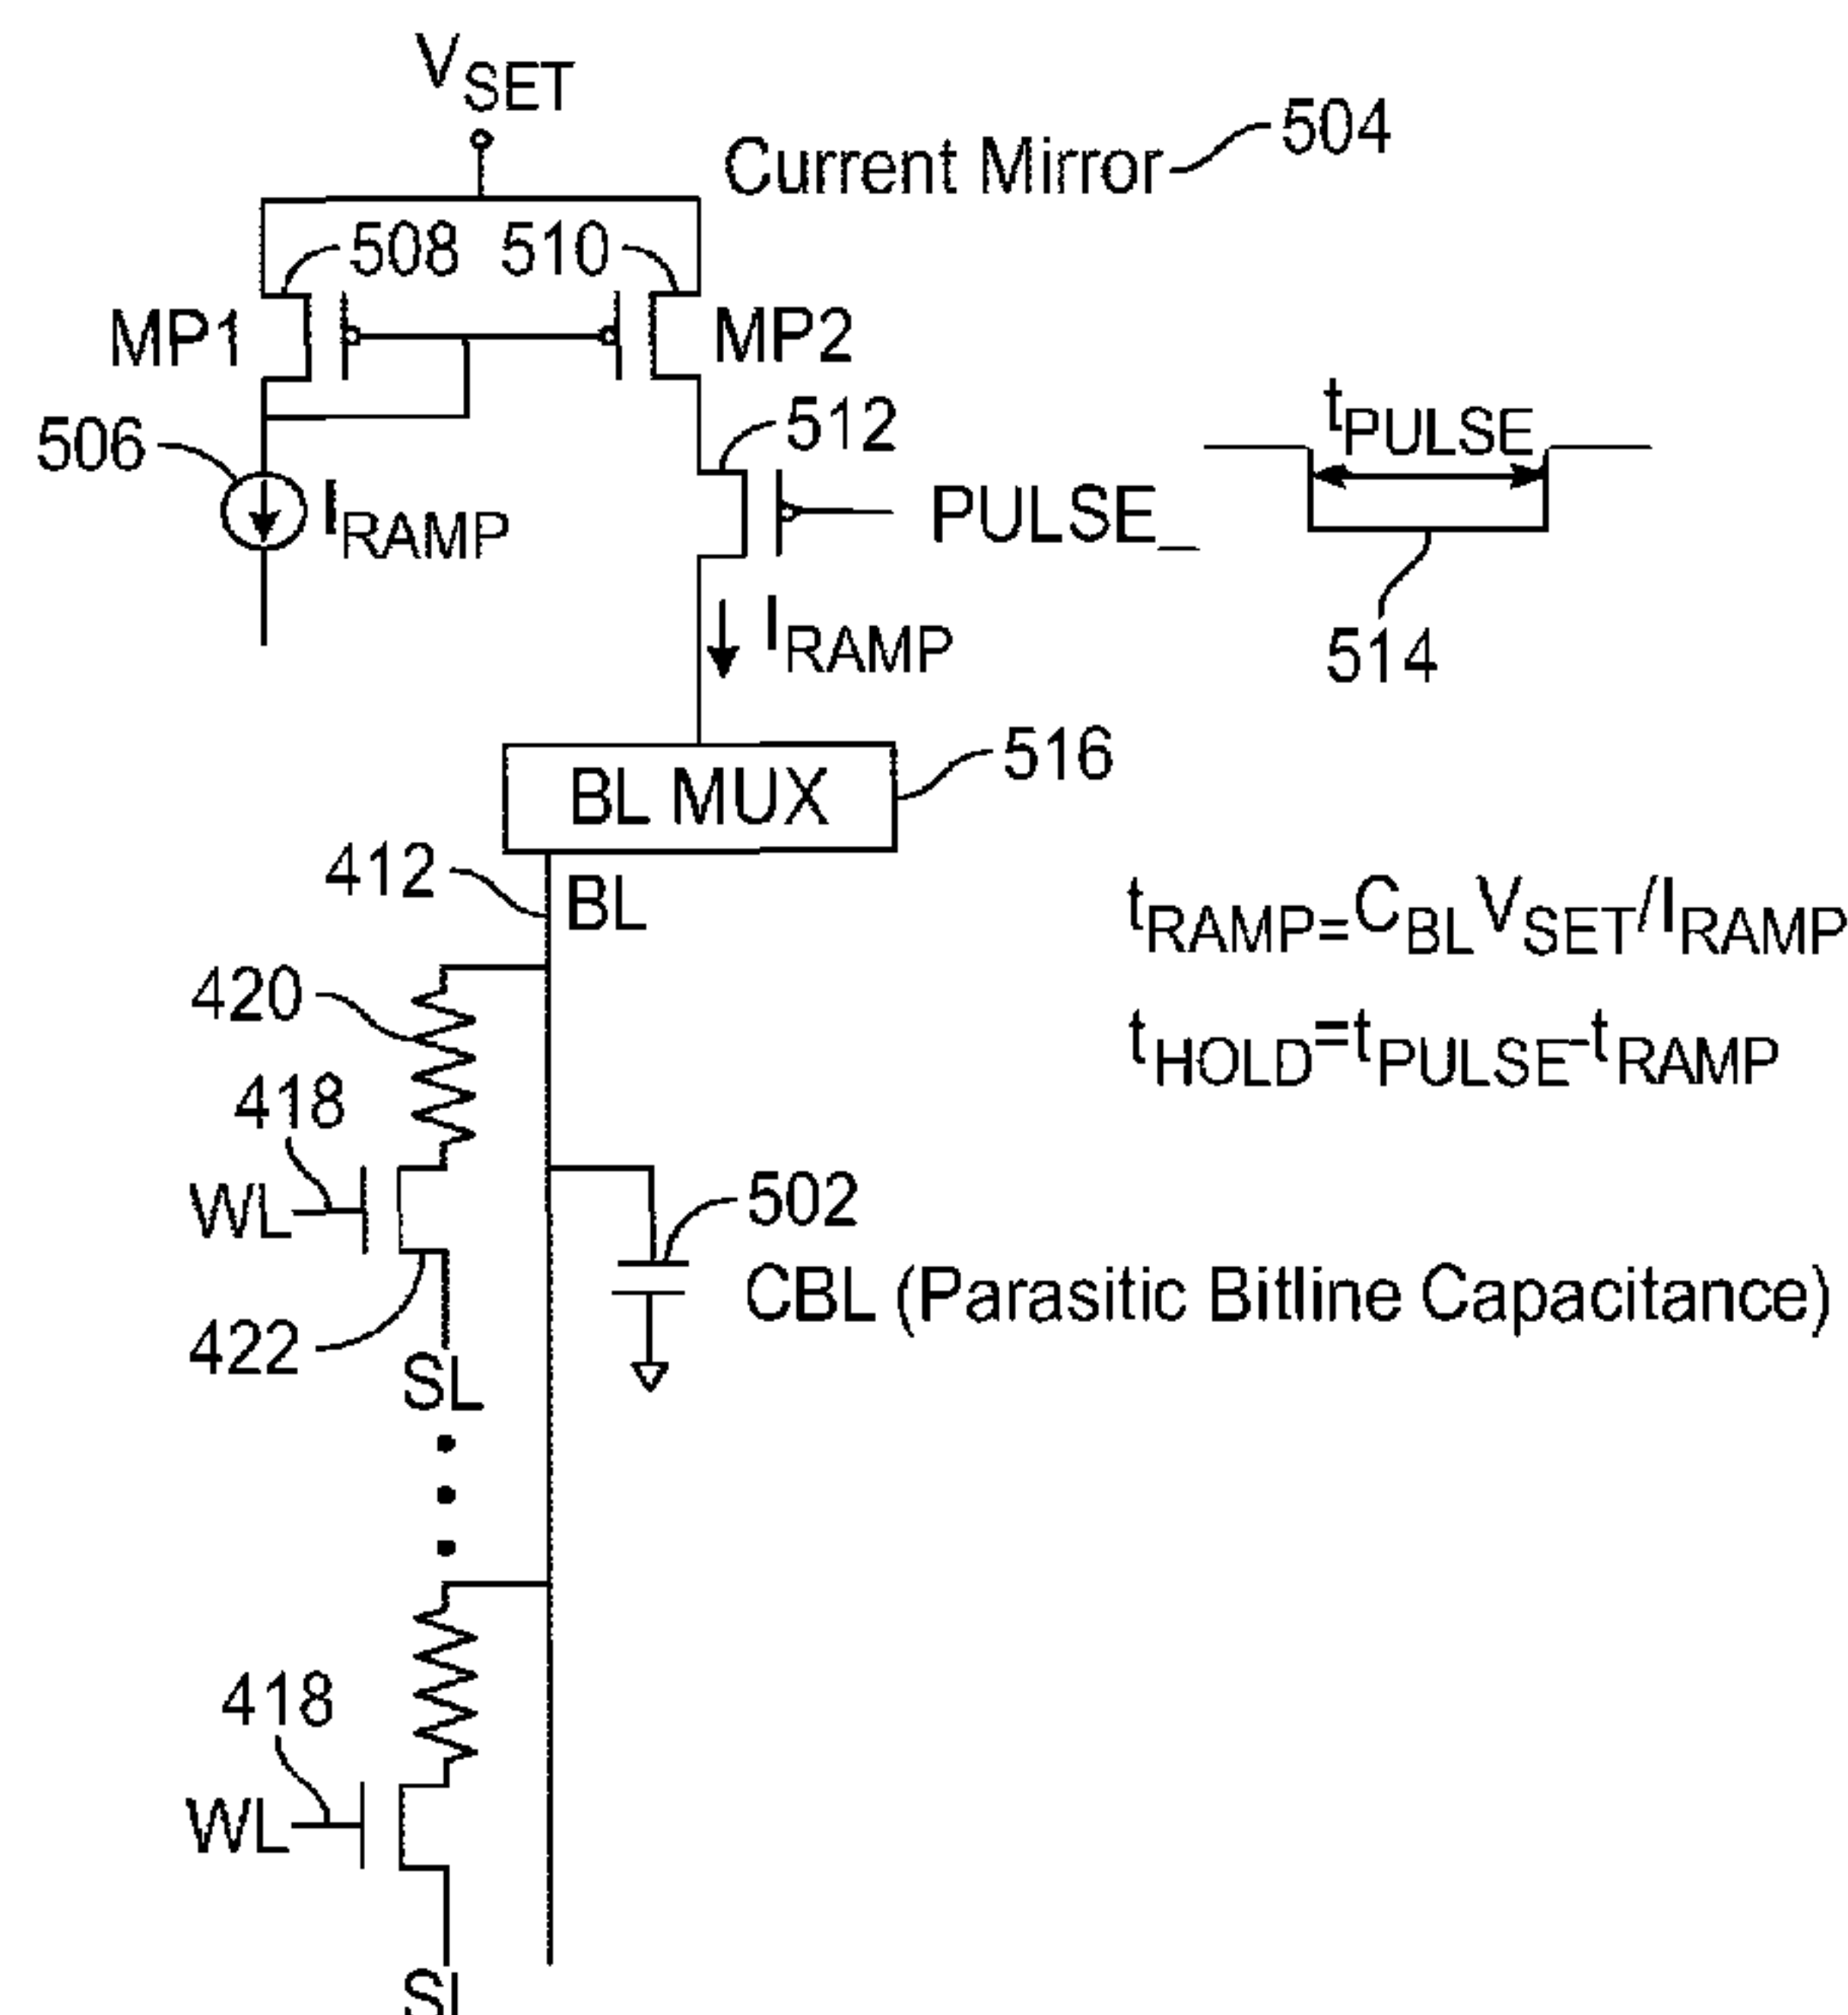 VSET
Current Mirror 504
508 510
MP1 MP2
506 512
IRAMP PULSE_ tPULSE
514
IRAMP
BL MUX 516
412 BL
tRAMP=CBLVSET/IRAMP
420
tHOLD=tPULSE-tRAMP
418
WL
502
CBL (Parasitic Bitline Capacitance)
422
SL
418
WL
SL